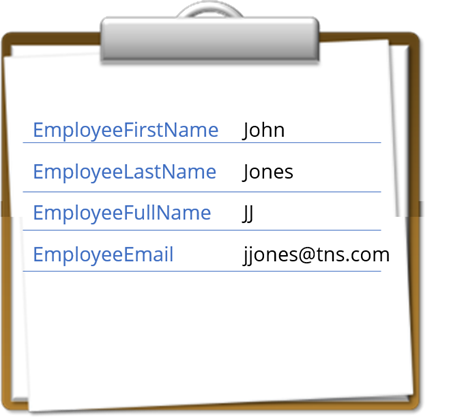 EmployeeFirstName John
EmployeeLastName Jones
EmployeeFullName JJ
EmployeeEmail jjones@tns.com